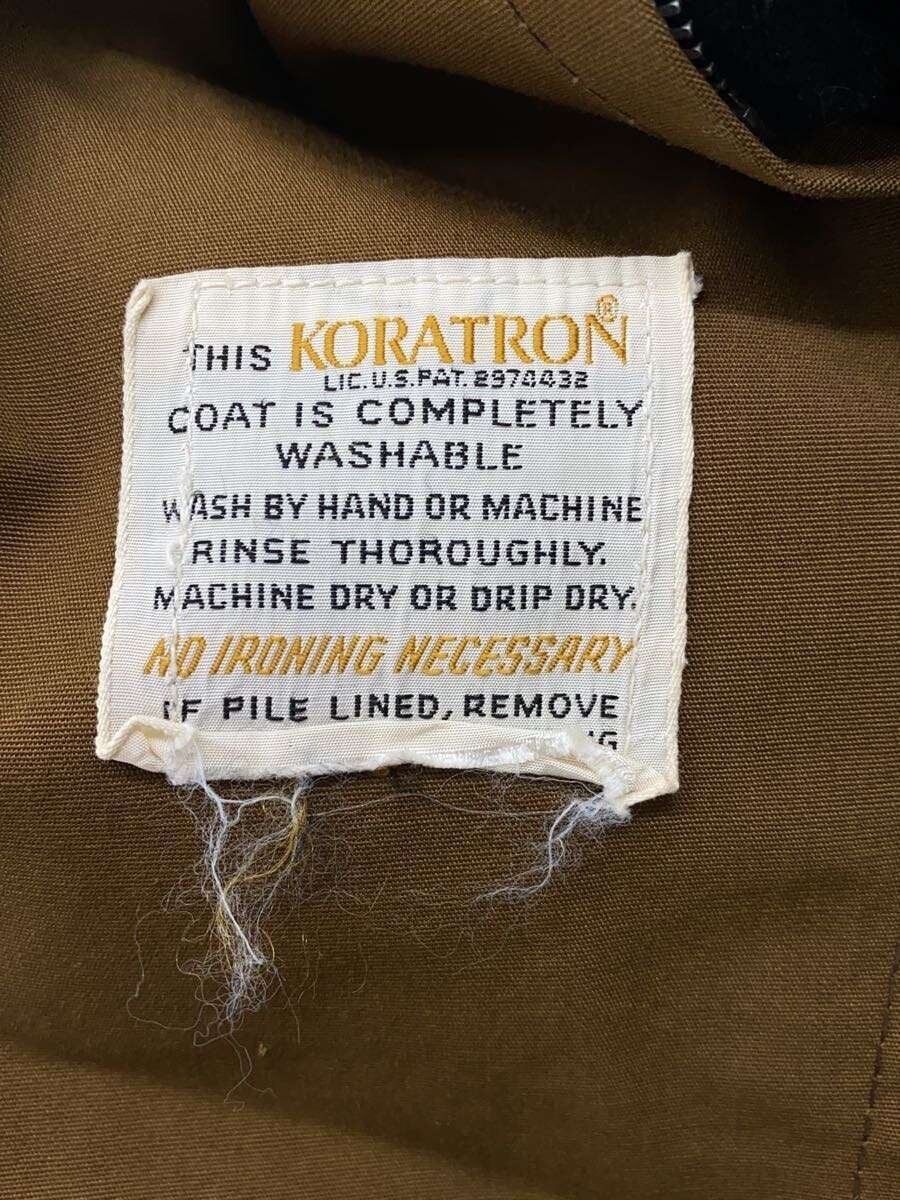 THIS KORATRON®
LIC. U.S. PAT. 2974432
COAT IS COMPLETELY
WASHABLE
WASH BY HAND OR MACHINE
RINSE THOROUGHLY.
MACHINE DRY OR DRIP DRY.
NO IRONING NECESSARY
IF PILE LINED, REMOVE